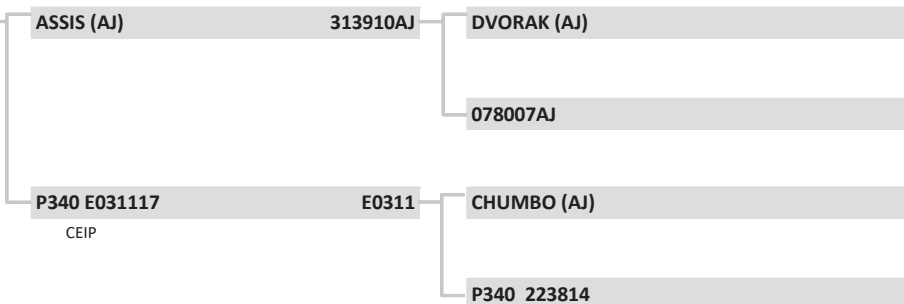 ASSIS (AJ) 313910AJ
DVORAK (AJ)
078007AJ
P340 E031117 E0311
CEIP
CHUMBO (AJ)
P340 223814